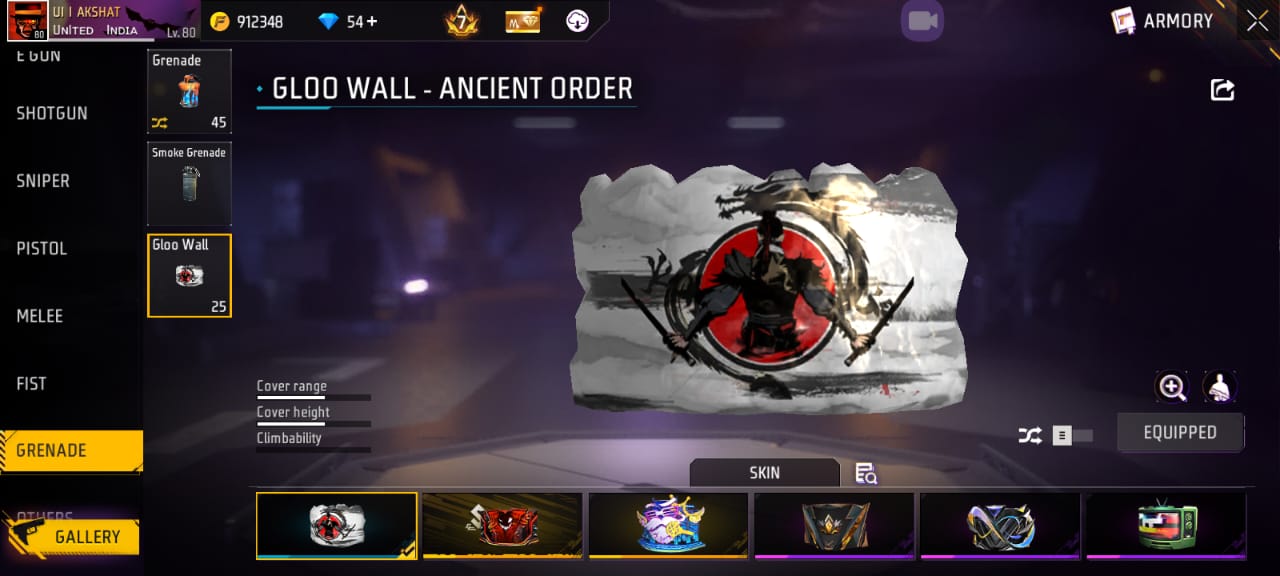 UI I AKSHAT
UNITED INDIA
Lv.80
80
912348
54+
7
ARMORY
E GUN
SHOTGUN
SNIPER
PISTOL
MELEE
FIST
GRENADE
OTHERS
GALLERY
Grenade
45
Smoke Grenade
Gloo Wall
25
GLOO WALL - ANCIENT ORDER
Cover range
Cover height
Climbability
EQUIPPED
SKIN